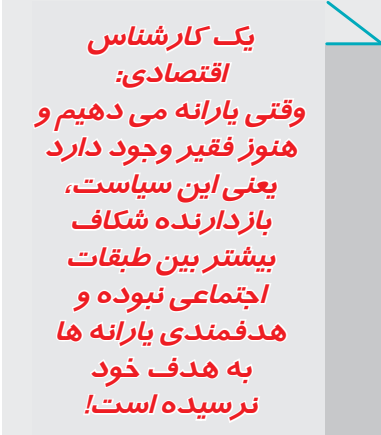 یک کارشناس
اقتصادی:
وقتی یارانه می دهیم و
هنوز فقیر وجود دارد
یعنی این سیاست،
بازدارنده شکاف
بیشتر بین طبقات
اجتماعی نبوده و
هدفمندی یارانه ها
به هدف خود
نرسیده است!